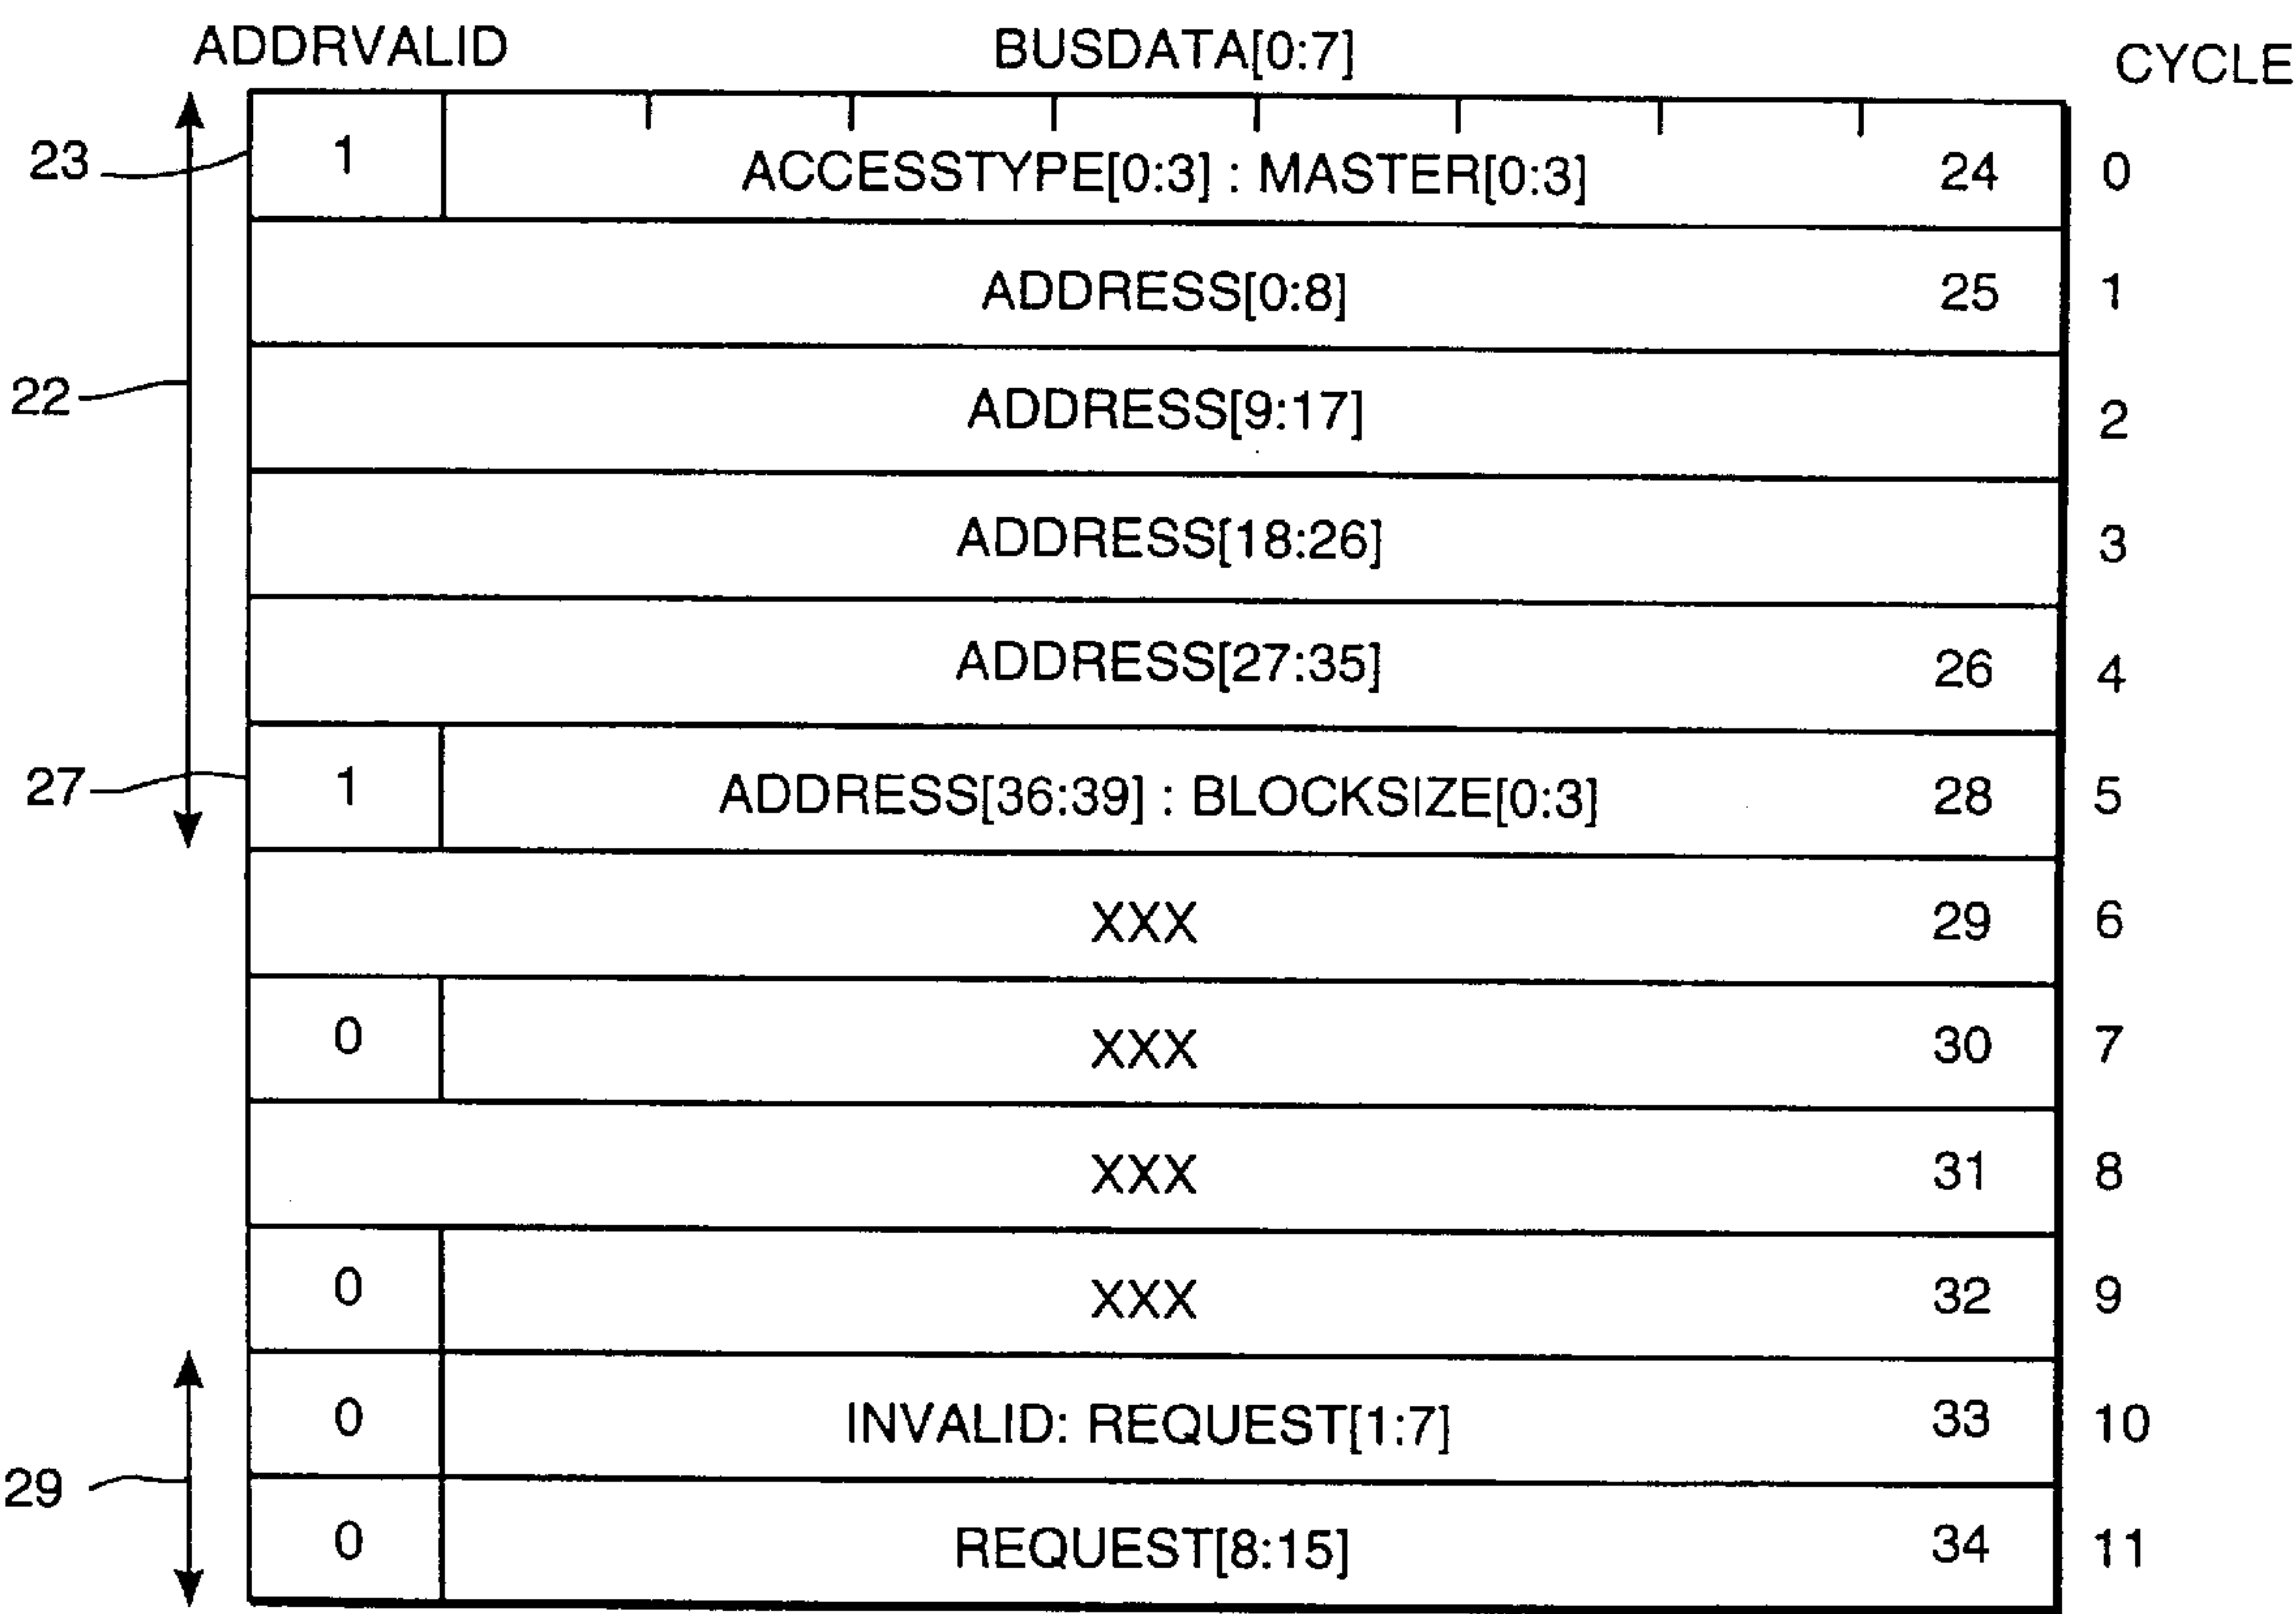 ADDRVALID BUSDATA[0:7] CYCLE
23 1 ACCESSTYPE[0:3] : MASTER[0:3] 24 0
ADDRESS[0:8] 25 1
22 ADDRESS[9:17] 2
ADDRESS[18:26] 3
ADDRESS[27:35] 26 4
27 1 ADDRESS[36:39] : BLOCKSIZE[0:3] 28 5
XXX 29 6
0 XXX 30 7
XXX 31 8
0 XXX 32 9
0 INVALID: REQUEST[1:7] 33 10
29 0 REQUEST[8:15] 34 11